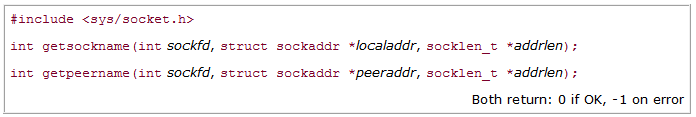 #include <sys/socket.h>
int getsockname(int sockfd, struct sockaddr *localaddr, socklen_t *addrlen);
int getpeername(int sockfd, struct sockaddr *peeraddr, socklen_t *addrlen);
Both return: 0 if OK, -1 on error